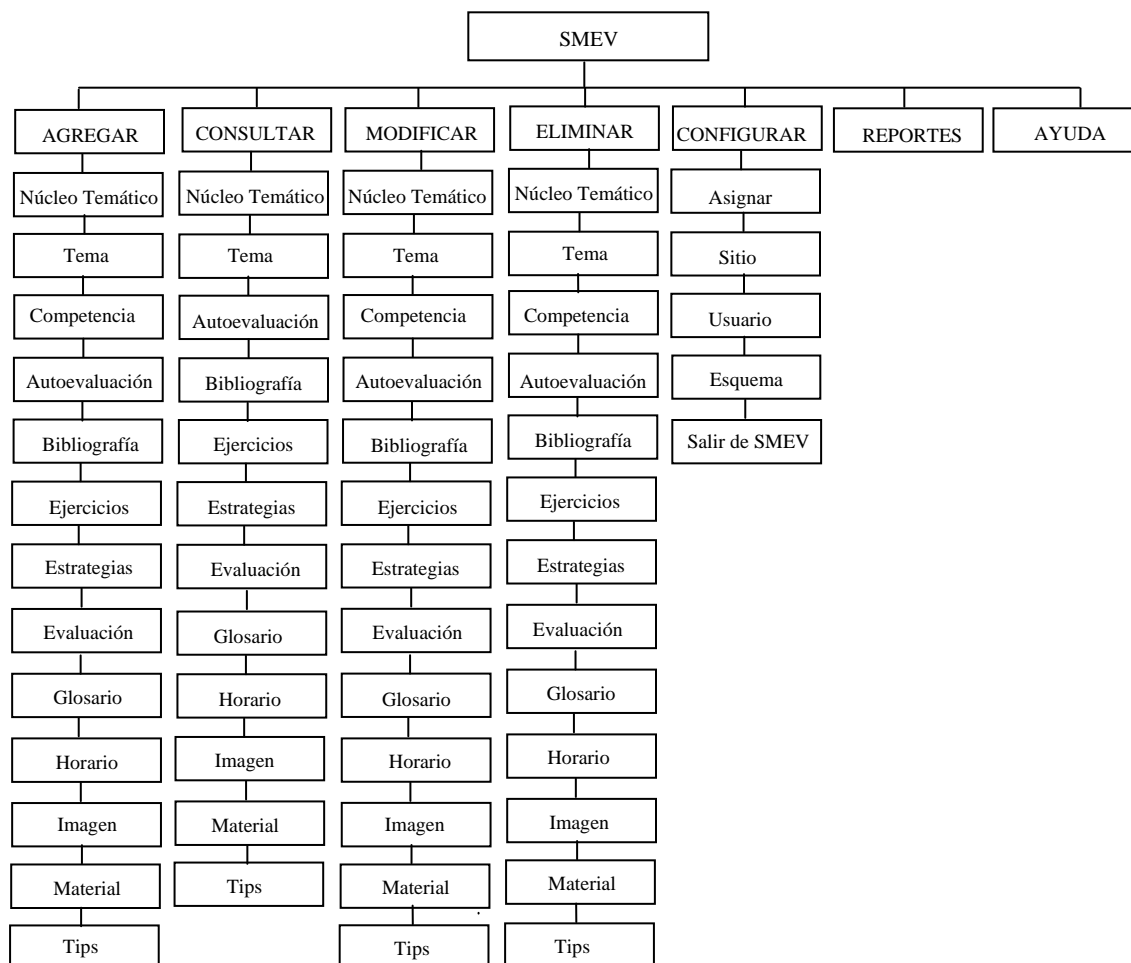 SMEV
AGREGAR
CONSULTAR
MODIFICAR
ELIMINAR
CONFIGURAR
REPORTES
AYUDA
Núcleo Temático
Tema
Competencia
Autoevaluación
Bibliografía
Ejercicios
Estrategias
Evaluación
Glosario
Horario
Imagen
Material
Tips
Núcleo Temático
Tema
Autoevaluación
Bibliografía
Ejercicios
Estrategias
Evaluación
Glosario
Horario
Imagen
Material
Tips
Núcleo Temático
Tema
Competencia
Autoevaluación
Bibliografía
Ejercicios
Estrategias
Evaluación
Glosario
Horario
Imagen
Material
Tips
Núcleo Temático
Tema
Competencia
Autoevaluación
Bibliografía
Ejercicios
Estrategias
Evaluación
Glosario
Horario
Imagen
Material
Tips
Asignar
Sitio
Usuario
Esquema
Salir de SMEV